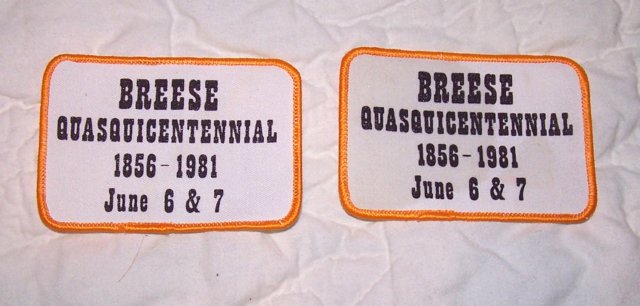 BREESE
QUASQUICENTENNIAL
1856-1981
June 6 & 7
BREESE
QUASQUICENTENNIAL
1856-1981
June 6 & 7